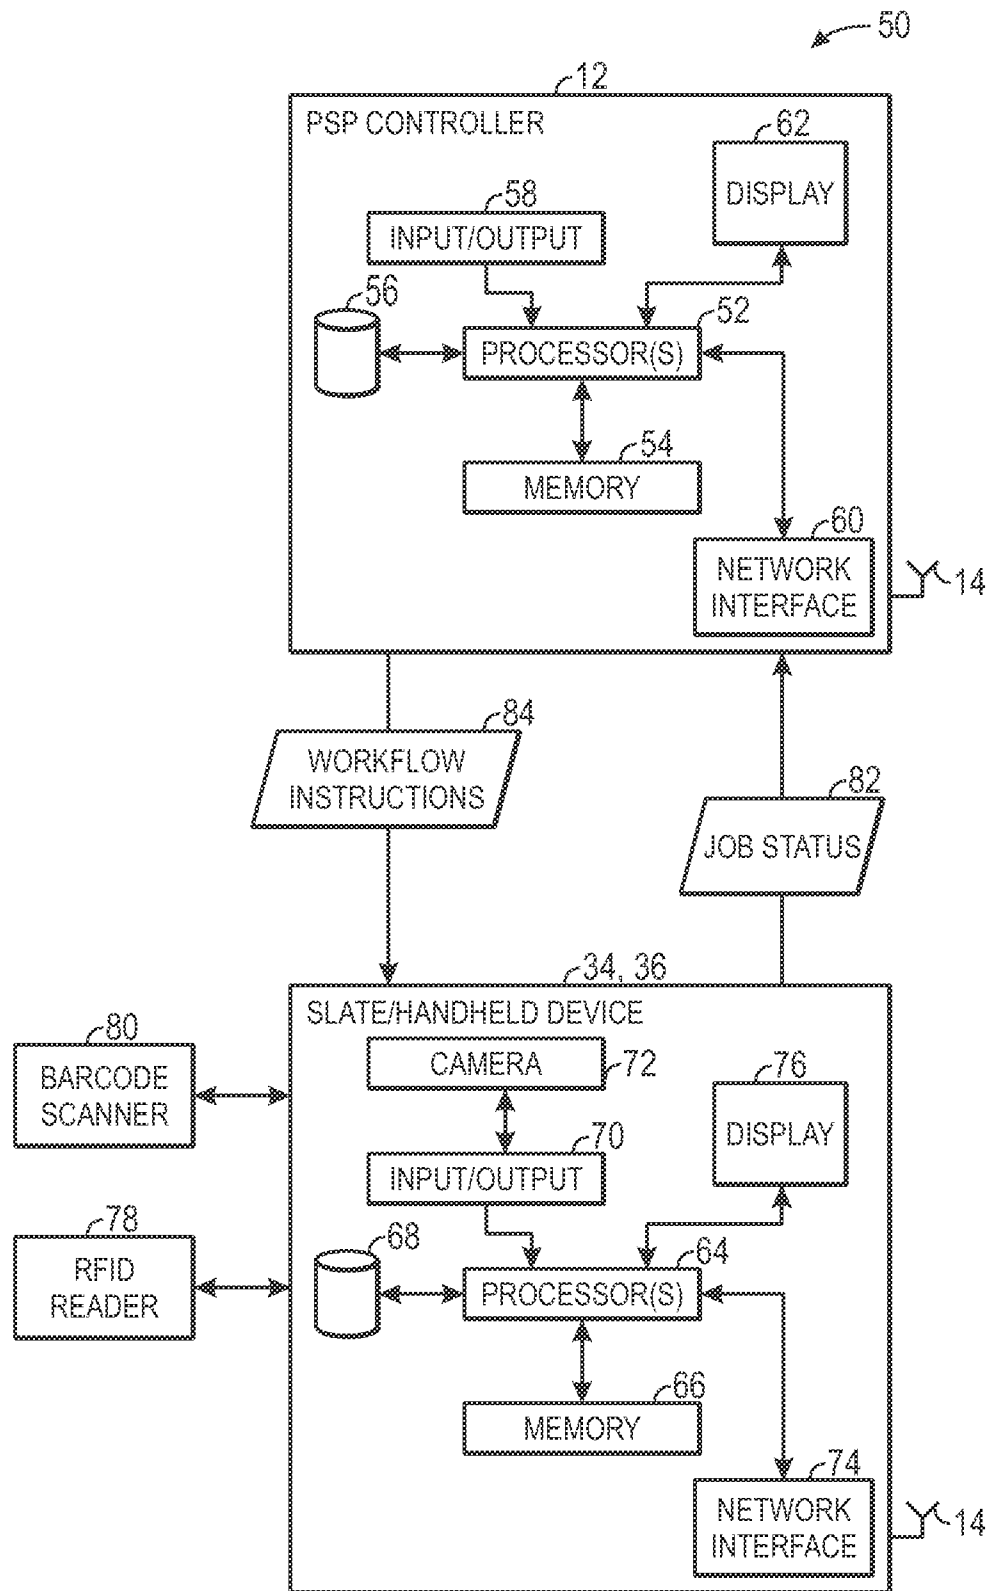 50
12
PSP CONTROLLER
62
DISPLAY
58
INPUT/OUTPUT
56
52
PROCESSOR(S)
54
MEMORY
60
NETWORK
INTERFACE
14
84
WORKFLOW
INSTRUCTIONS
82
JOB STATUS
34, 36
SLATE/HANDHELD DEVICE
80
BARCODE
SCANNER
CAMERA
72
76
DISPLAY
70
INPUT/OUTPUT
78
RFID
READER
68
64
PROCESSOR(S)
66
MEMORY
74
NETWORK
INTERFACE
14